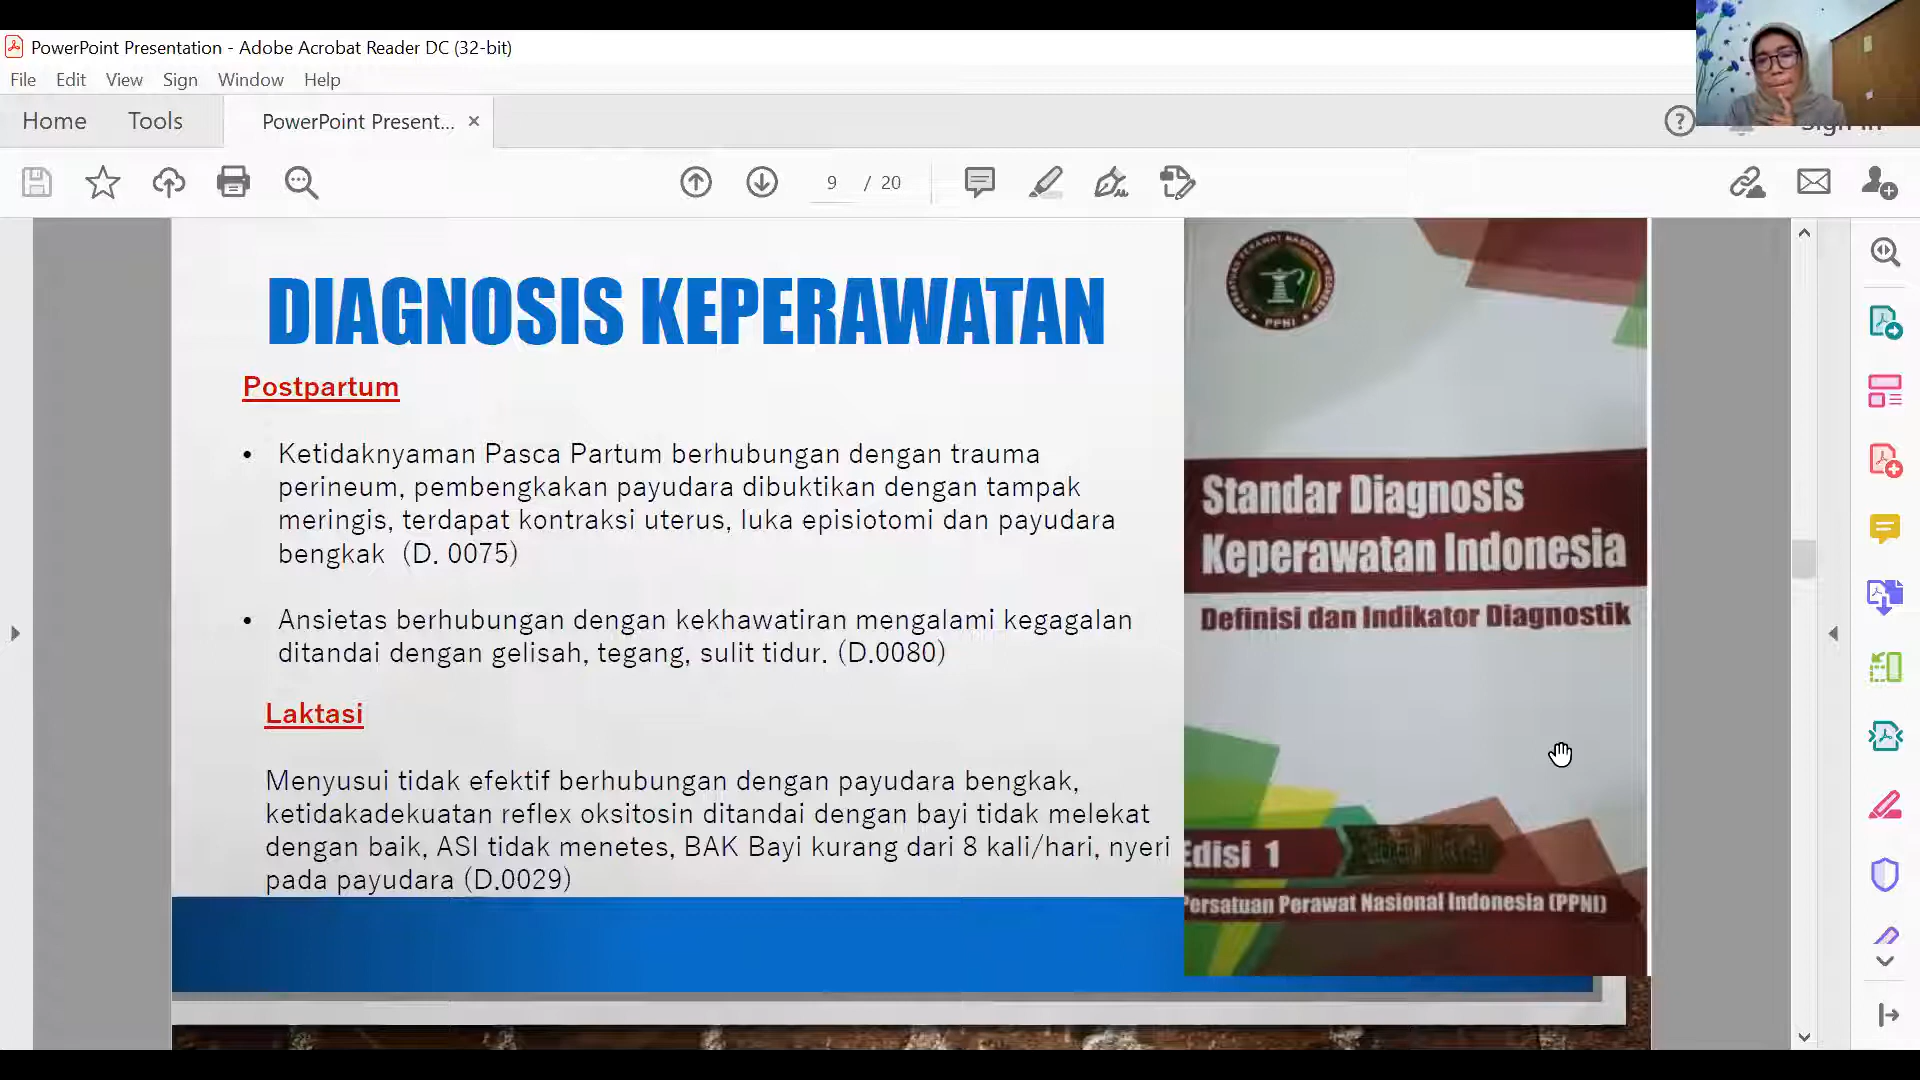 PowerPoint Presentation - Adobe Acrobat Reader DC (32-bit)
File Edit View Sign Window Help
Home Tools PowerPoint Present... ×
9 / 20
DIAGNOSIS KEPERAWATAN
Postpartum
• Ketidaknyaman Pasca Partum berhubungan dengan trauma
perineum, pembengkakan payudara dibuktikan dengan tampak
meringis, terdapat kontraksi uterus, luka episiotomi dan payudara
bengkak (D. 0075)
• Ansietas berhubungan dengan kekhawatiran mengalami kegagalan
ditandai dengan gelisah, tegang, sulit tidur. (D.0080)
Laktasi
Menyusui tidak efektif berhubungan dengan payudara bengkak,
ketidakadekuatan reflex oksitosin ditandai dengan bayi tidak melekat
dengan baik, ASI tidak menetes, BAK Bayi kurang dari 8 kali/hari, nyeri
pada payudara (D.0029)
PERSATUAN PERAWAT NASIONAL INDONESIA
PPNI
Standar Diagnosis
Keperawatan Indonesia
Definisi dan Indikator Diagnostik
Edisi 1
Persatuan Perawat Nasional Indonesia (PPNI)